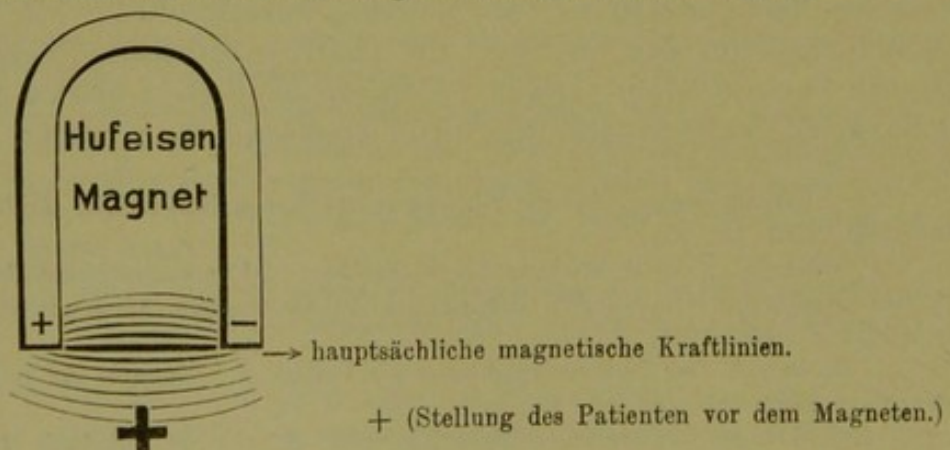 Hufeisen
Magnet
+ −
→ hauptsächliche magnetische Kraftlinien.
+ (Stellung des Patienten vor dem Magneten.)
+